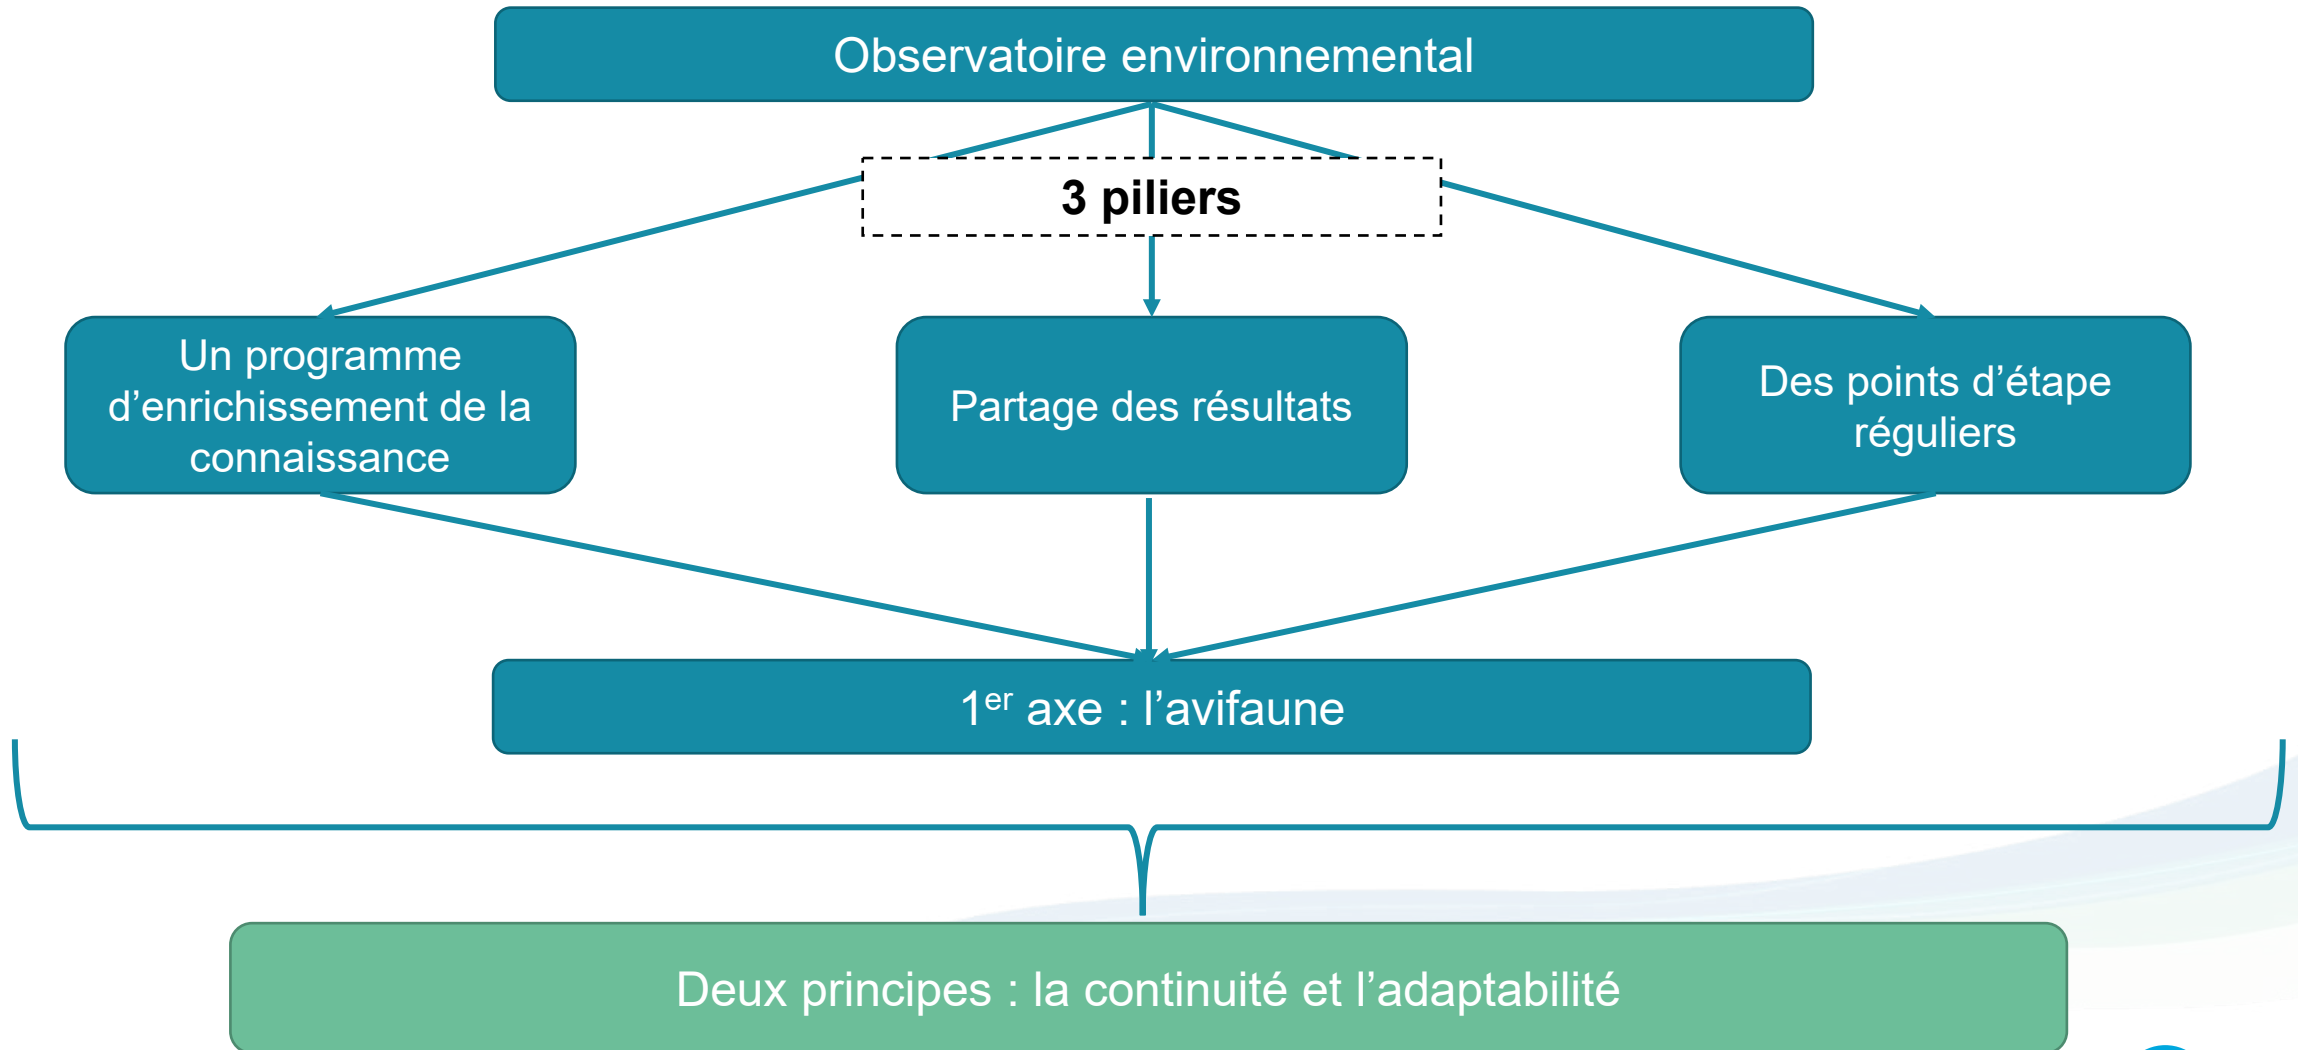 Observatoire environnemental
3 piliers
Un programme
d’enrichissement de la
connaissance
Partage des résultats
Des points d’étape
réguliers
1er axe : l’avifaune
Deux principes : la continuité et l’adaptabilité